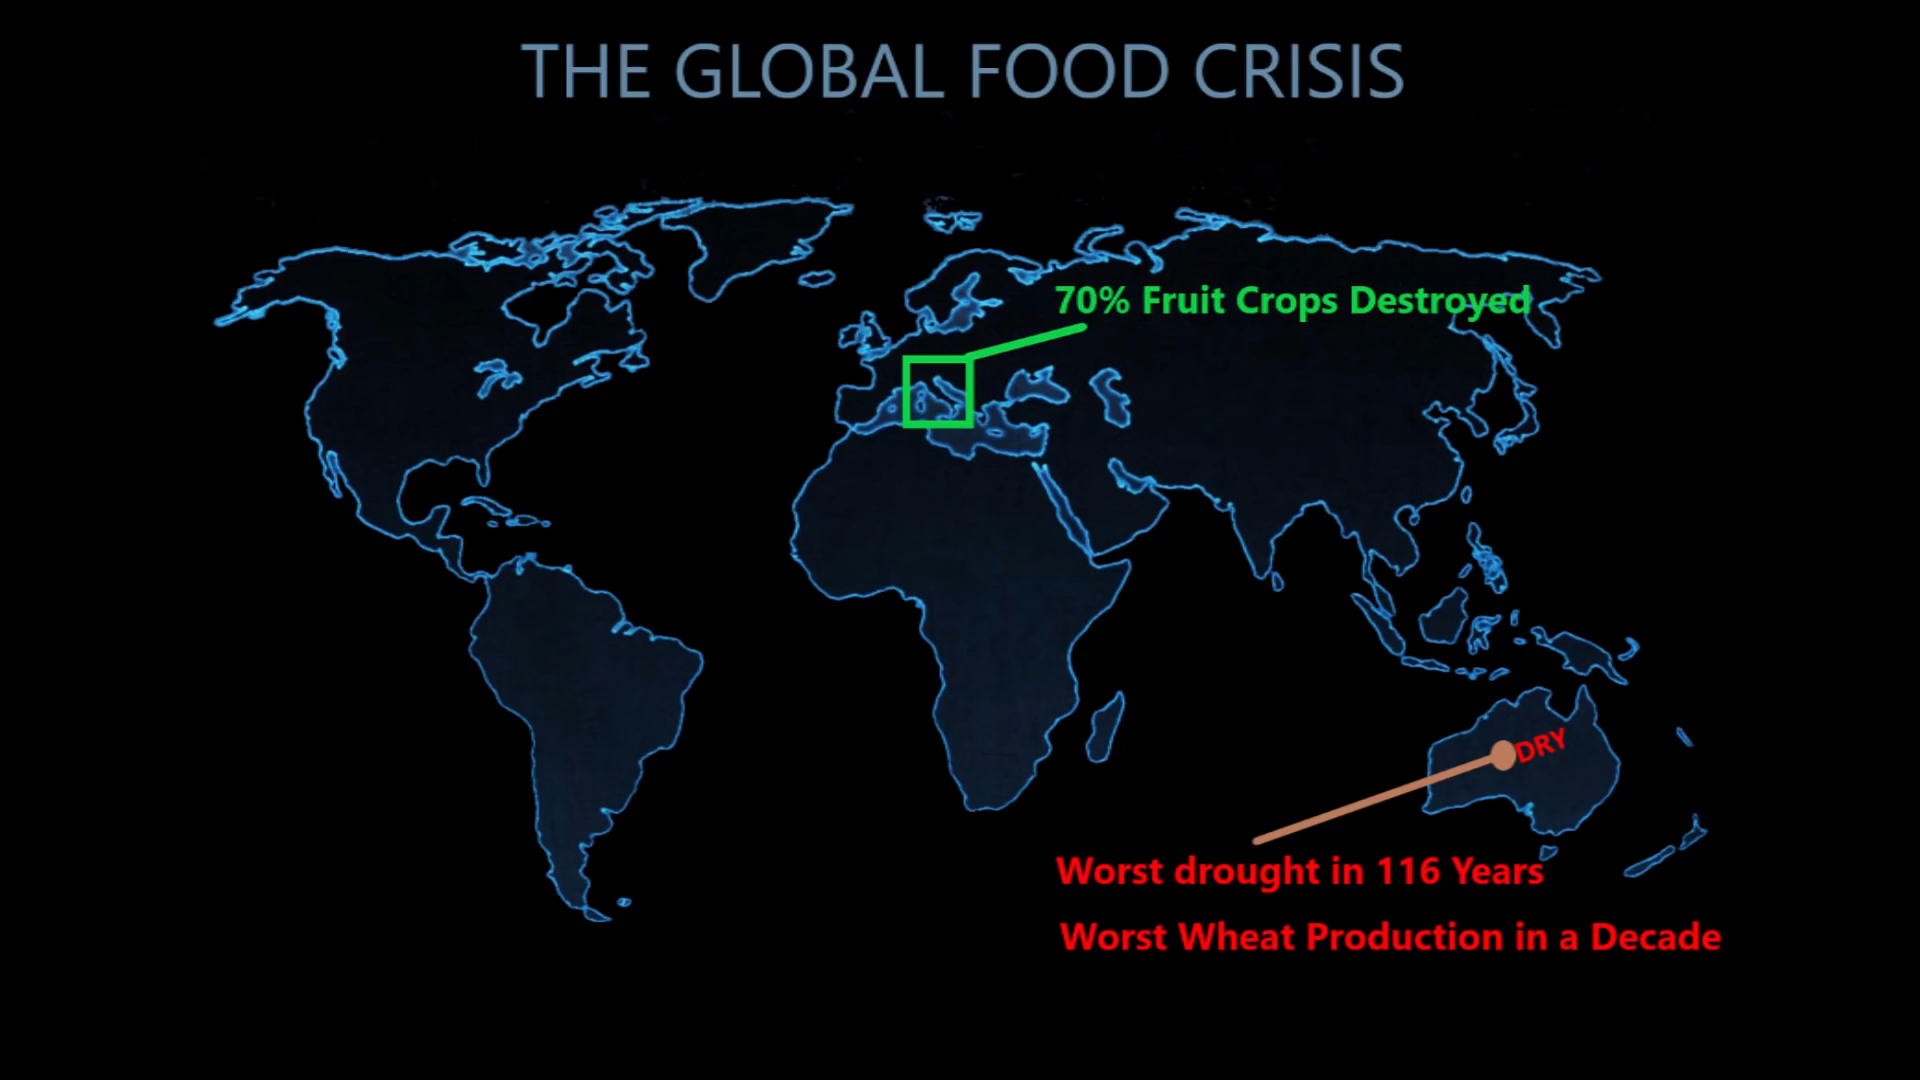 THE GLOBAL FOOD CRISIS
70% Fruit Crops Destroyed
DRY
Worst drought in 116 Years
Worst Wheat Production in a Decade